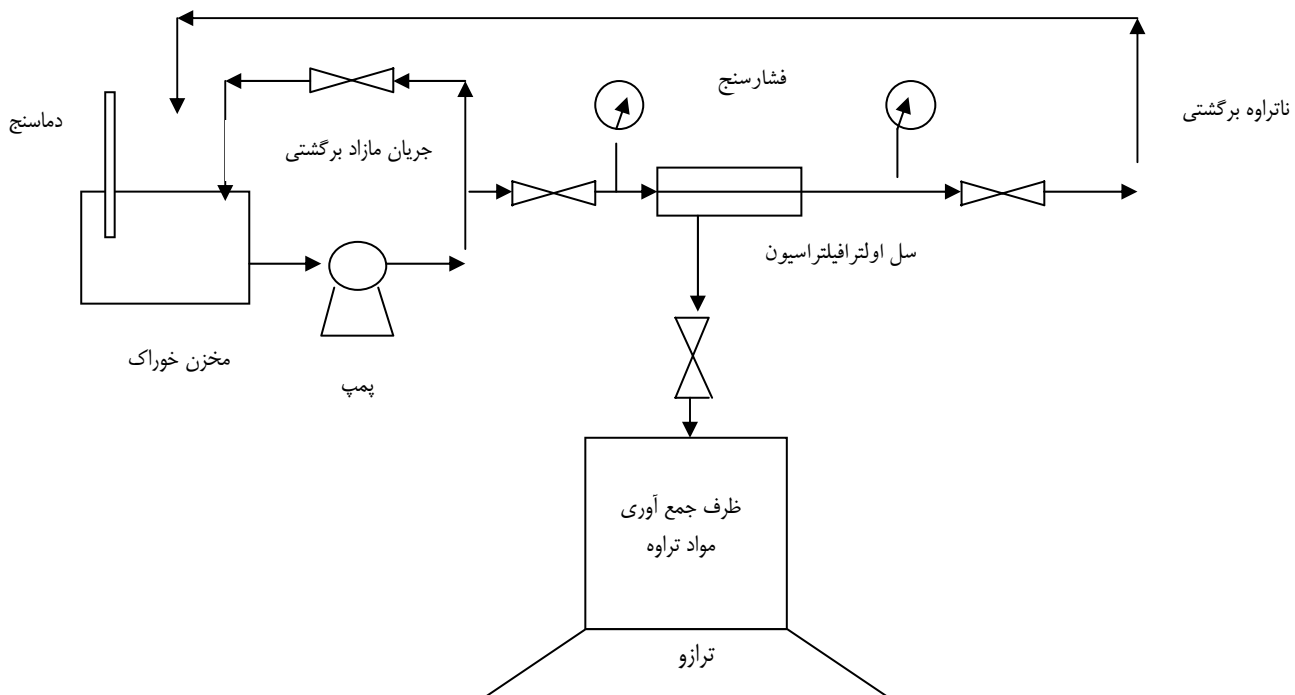 فشارسنج
ناتراوه برگشتی
دماسنج
جریان مازاد برگشتی
سل اولترافیلتراسیون
مخزن خوراک
پمپ
ظرف جمع آوری
مواد تراوه
ترازو